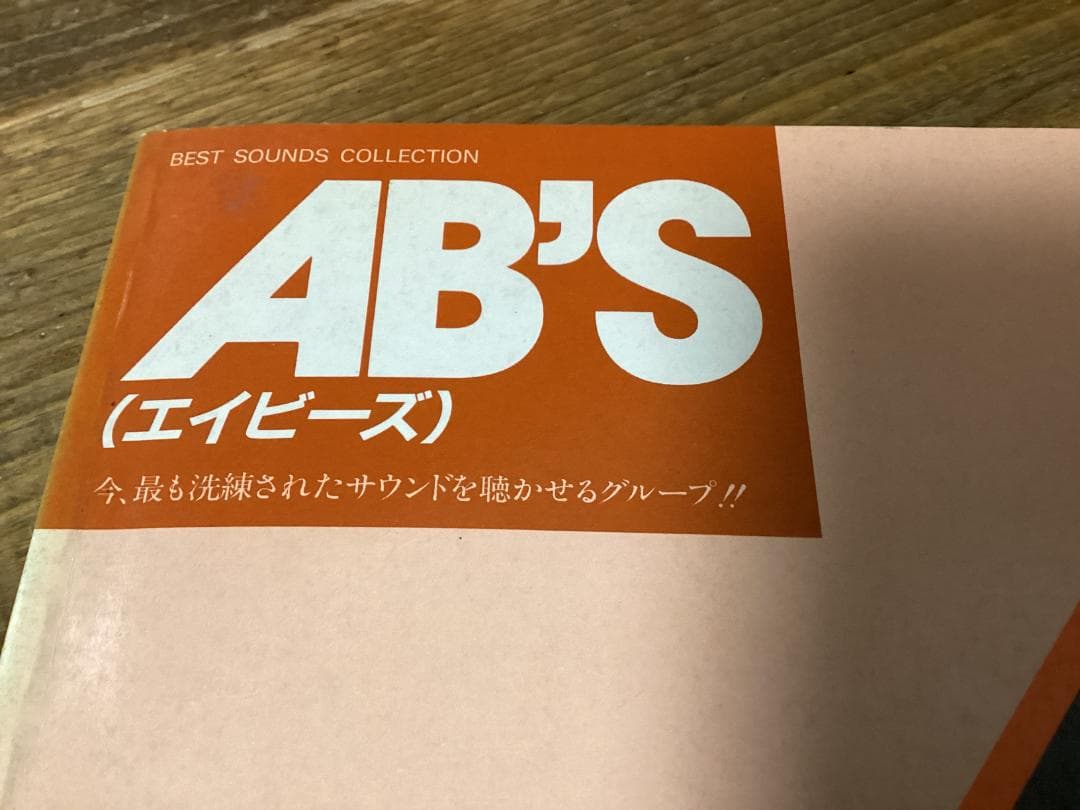 BEST SOUNDS COLLECTION
AB'S
(エイビーズ)
今、最も洗練されたサウンドを聴かせるグループ!!